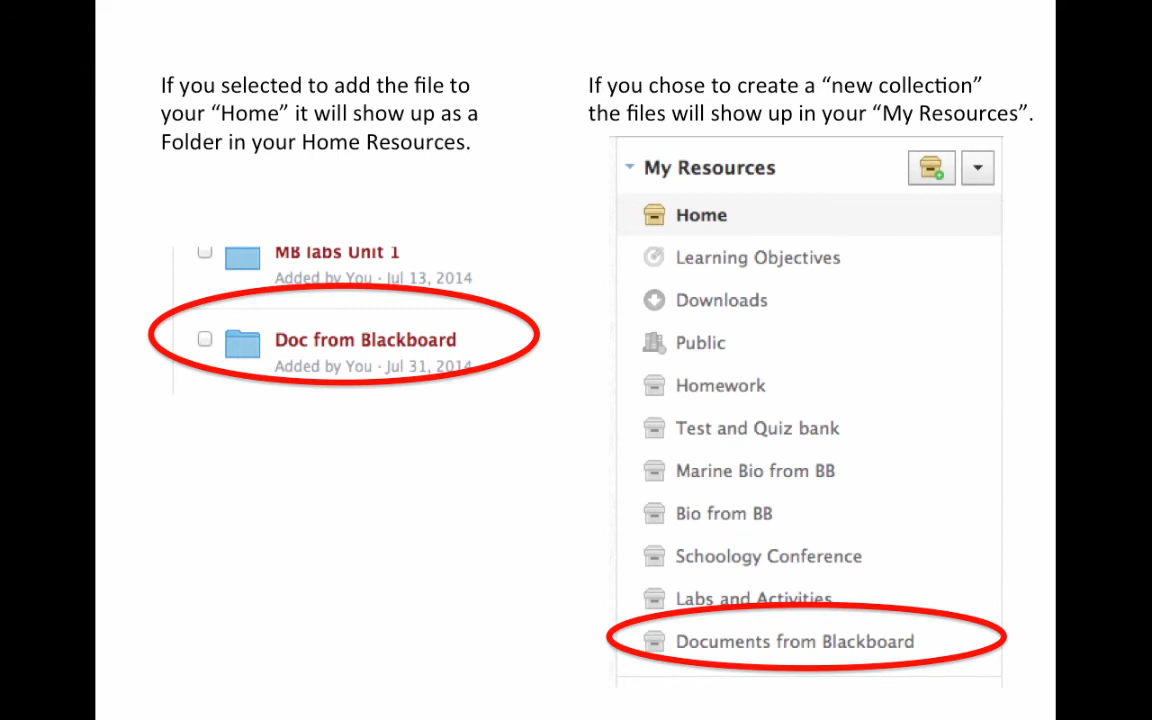 If you selected to add the file to
your “Home” it will show up as a
Folder in your Home Resources.
MB labs Unit 1
Added by You · Jul 13, 2014
Doc from Blackboard
Added by You · Jul 31, 2014
If you chose to create a “new collection”
the files will show up in your “My Resources”.
My Resources
Home
Learning Objectives
Downloads
Public
Homework
Test and Quiz bank
Marine Bio from BB
Bio from BB
Schoology Conference
Labs and Activities
Documents from Blackboard